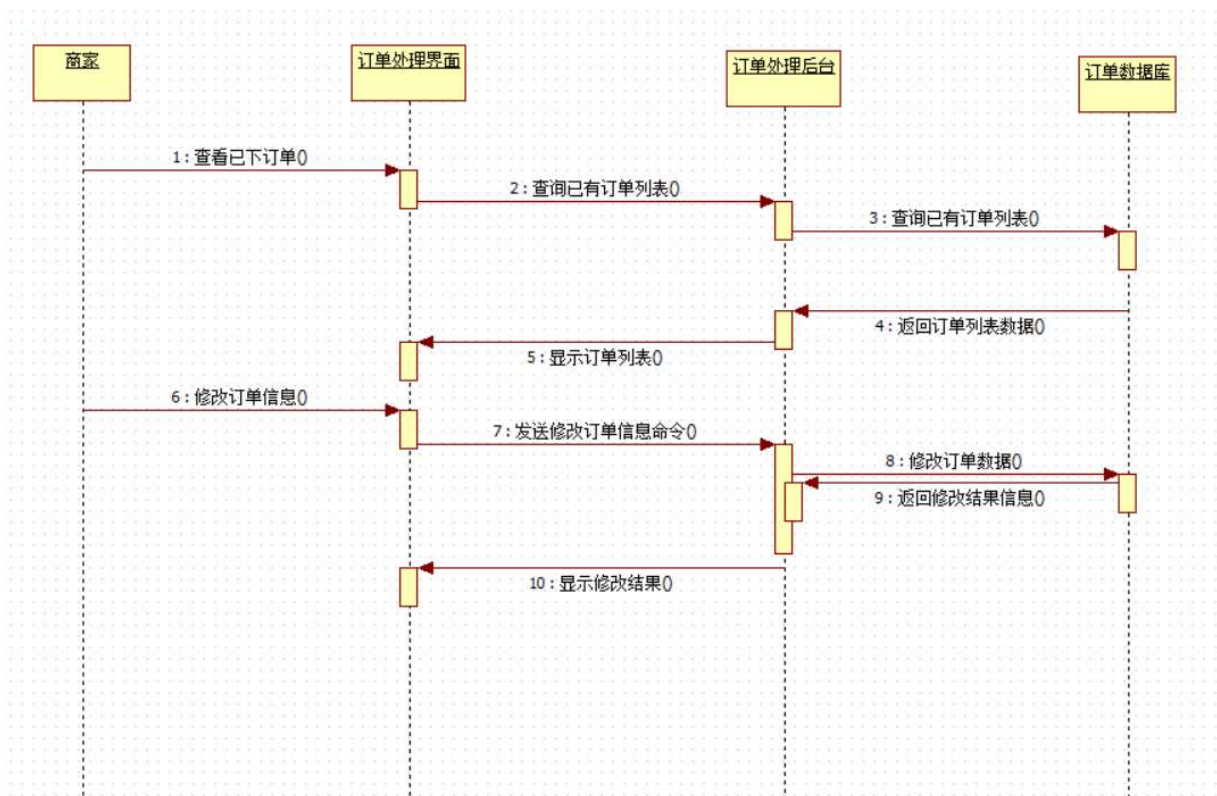 商家
订单处理界面
订单处理后台
订单数据库
1 : 查看已下订单()
2 : 查询已有订单列表()
3 : 查询已有订单列表()
4 : 返回订单列表数据()
5 : 显示订单列表()
6 : 修改订单信息()
7 : 发送修改订单信息命令()
8 : 修改订单数据()
9 : 返回修改结果信息()
10 : 显示修改结果()